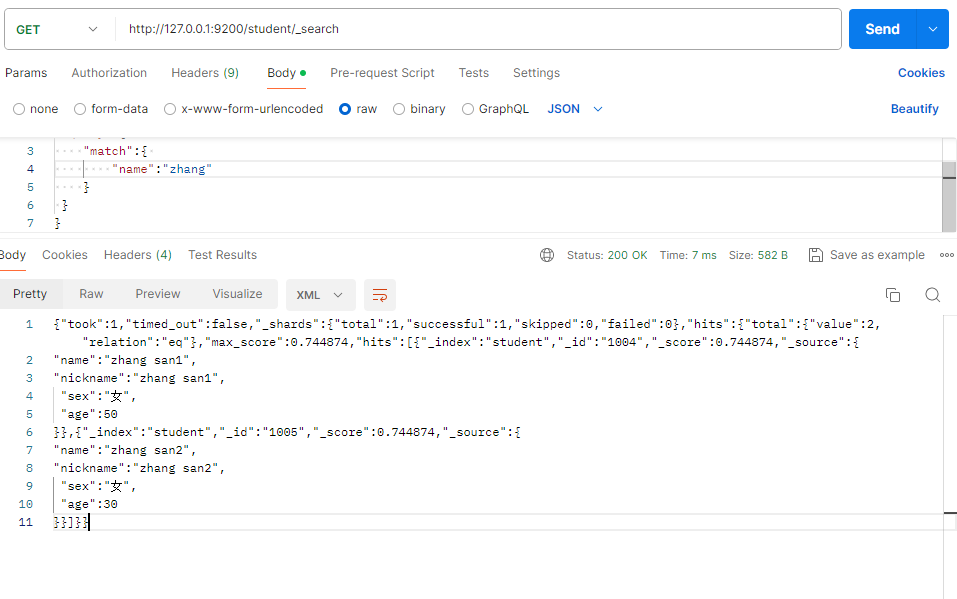 GET http://127.0.0.1:9200/student/_search Send
Params Authorization Headers (9) Body Pre-request Script Tests Settings Cookies
none form-data x-www-form-urlencoded raw binary GraphQL JSON Beautify
3 "match":{
4 "name":"zhang"
5 }
6 }
7 }
Body Cookies Headers (4) Test Results Status: 200 OK Time: 7 ms Size: 582 B Save as example
Pretty Raw Preview Visualize XML
1 {"took":1,"timed_out":false,"_shards":{"total":1,"successful":1,"skipped":0,"failed":0},"hits":{"total":{"value":2,
"relation":"eq"},"max_score":0.744874,"hits":[{"_index":"student","_id":"1004","_score":0.744874,"_source":{
2 "name":"zhang san1",
3 "nickname":"zhang san1",
4 "sex":"女",
5 "age":50
6 }},{"_index":"student","_id":"1005","_score":0.744874,"_source":{
7 "name":"zhang san2",
8 "nickname":"zhang san2",
9 "sex":"女",
10 "age":30
11 }}]}}